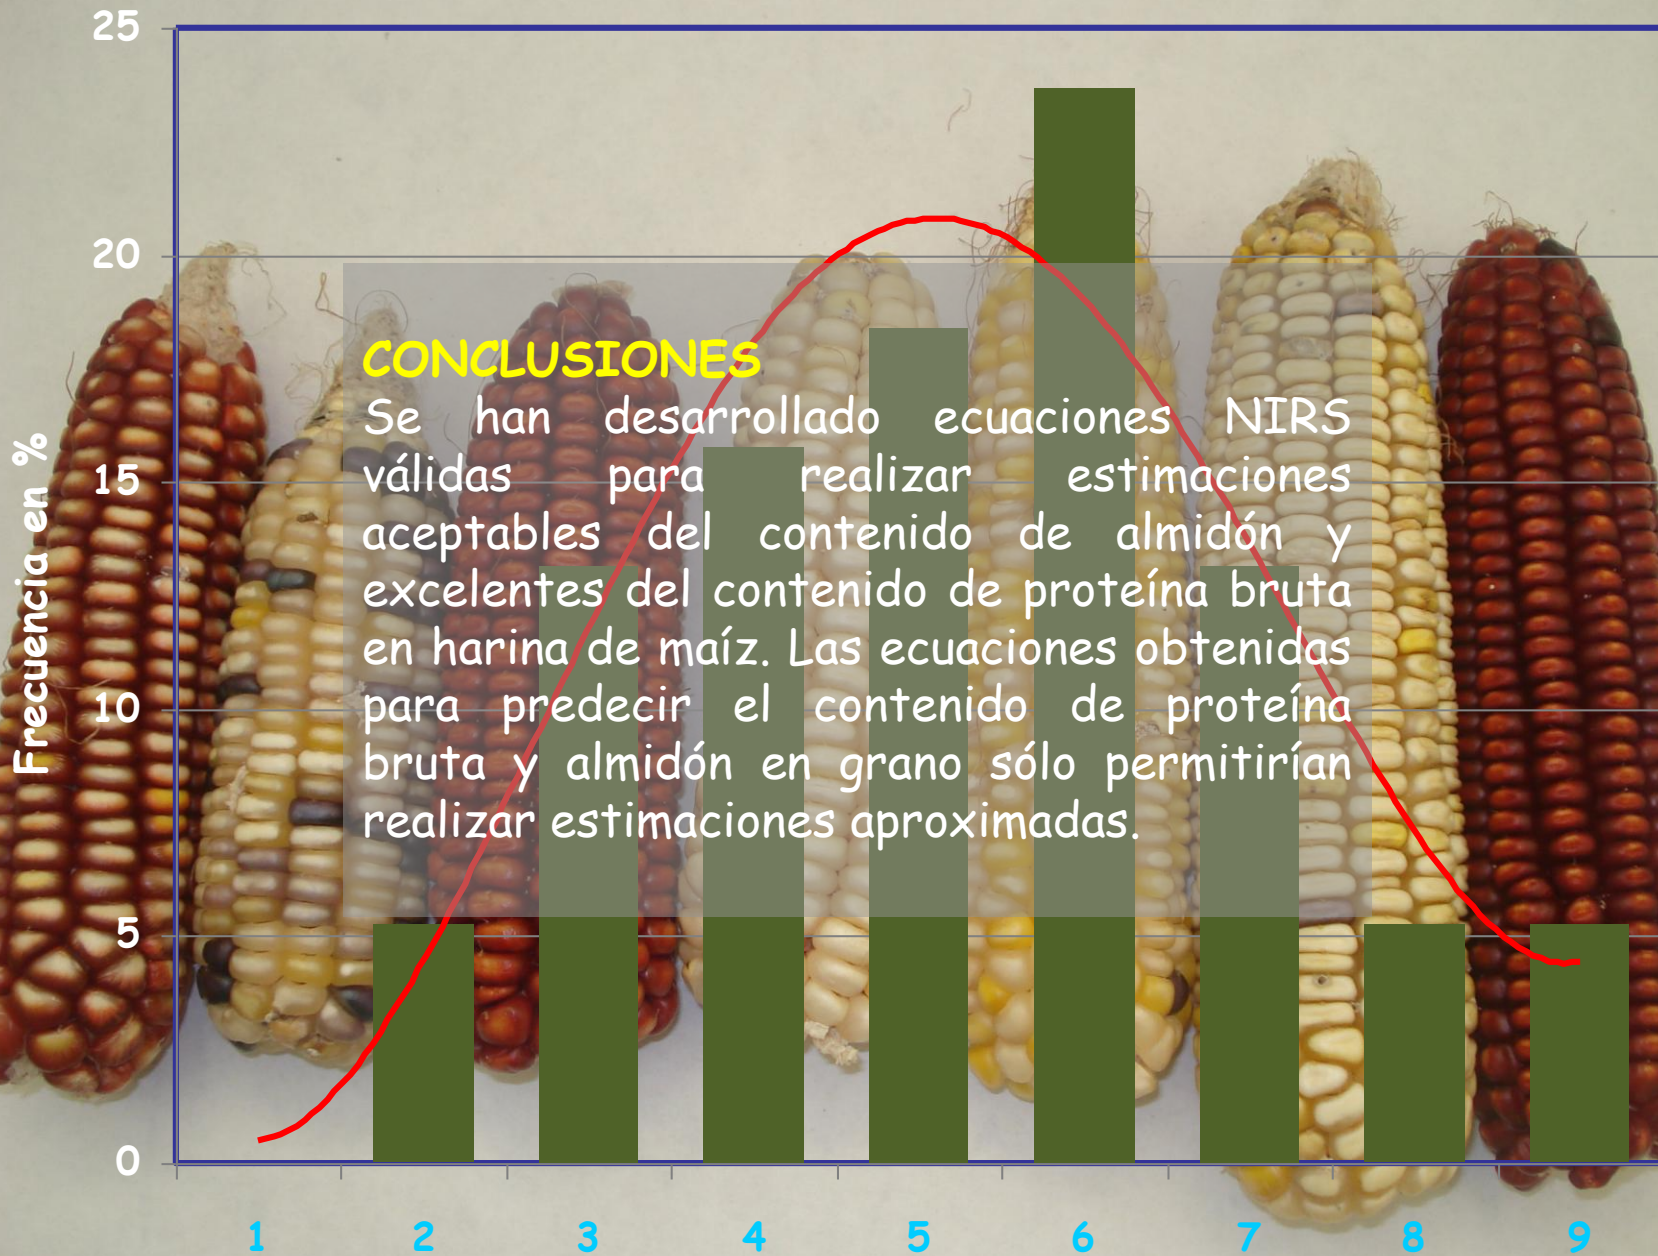 25
20
15
10
5
0
Frecuencia en %
CONCLUSIONES
Se han desarrollado ecuaciones NIRS
válidas para realizar estimaciones
aceptables del contenido de almidón y
excelentes del contenido de proteína bruta
en harina de maíz. Las ecuaciones obtenidas
para predecir el contenido de proteína
bruta y almidón en grano sólo permitirían
realizar estimaciones aproximadas.
1 2 3 4 5 6 7 8 9